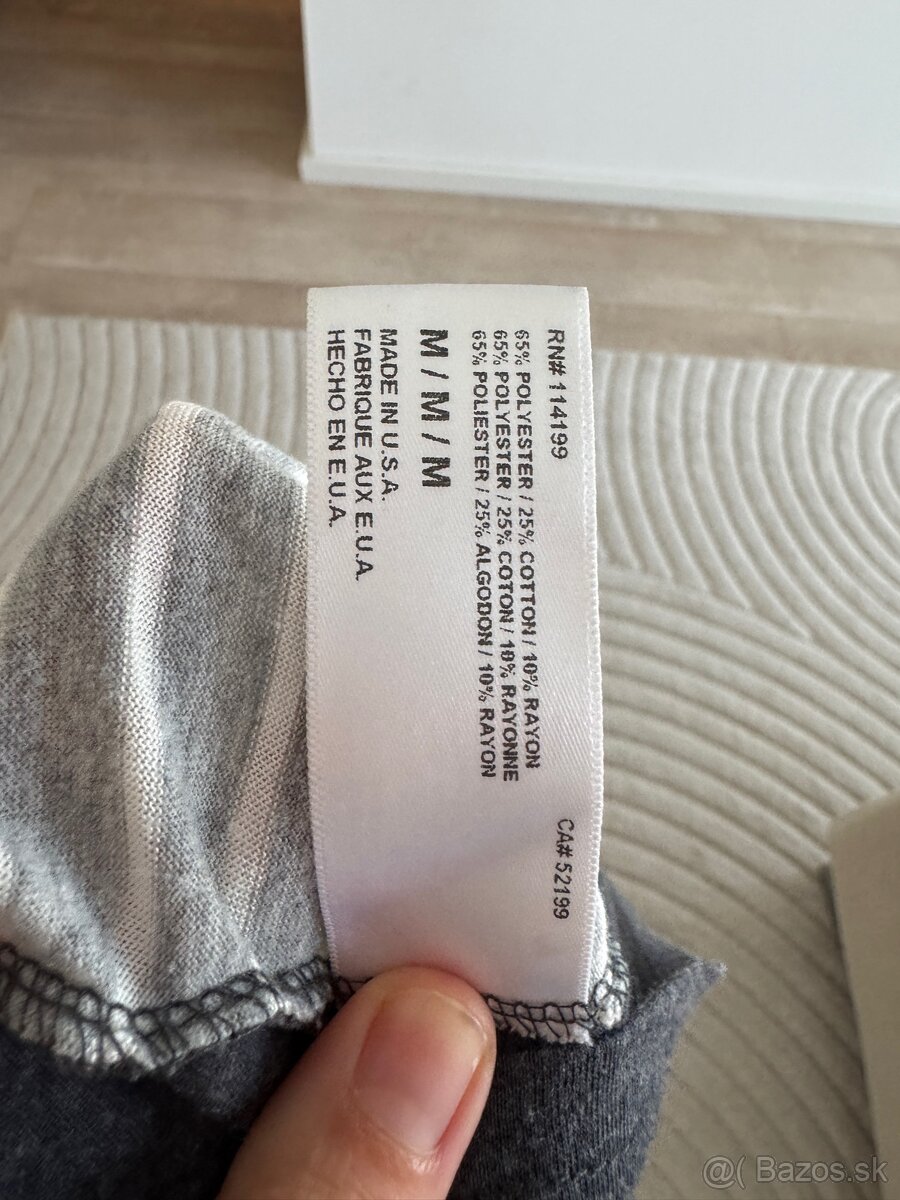 RN# 114199
CA# 52199
65% POLYESTER / 25% COTTON / 10% RAYON
65% POLYESTER / 25% COTON / 10% RAYONNE
65% POLIESTER / 25% ALGODON / 10% RAYON
M / M / M
MADE IN U.S.A.
FABRIQUE AUX E.U.A.
HECHO EN E.U.A.
@( Bazos.sk